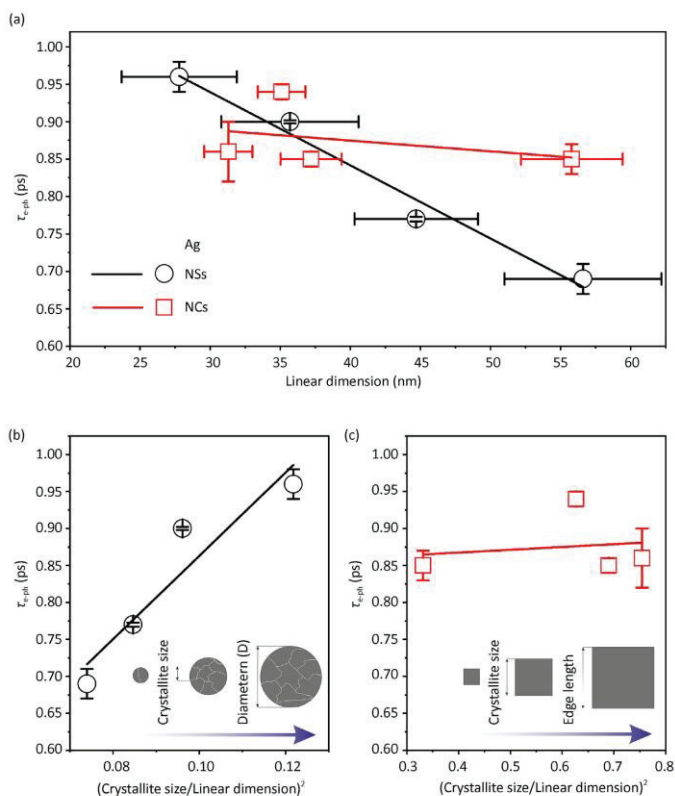 (a)
1.00
0.95
0.90
0.85
0.80
0.75
0.70
0.65
0.60
τe-ph (ps)
Ag
NSs
NCs
20 25 30 35 40 45 50 55 60
Linear dimension (nm)
(b)
1.00
0.95
0.90
0.85
0.80
0.75
0.70
0.65
0.60
τe-ph (ps)
Crystallite size
Diametern (D)
0.08 0.10 0.12
(Crystallite size/Linear dimension)²
(c)
1.00
0.95
0.90
0.85
0.80
0.75
0.70
0.65
0.60
τe-ph (ps)
Crystallite size
Edge length
0.3 0.4 0.5 0.6 0.7 0.8
(Crystallite size/Linear dimension)²